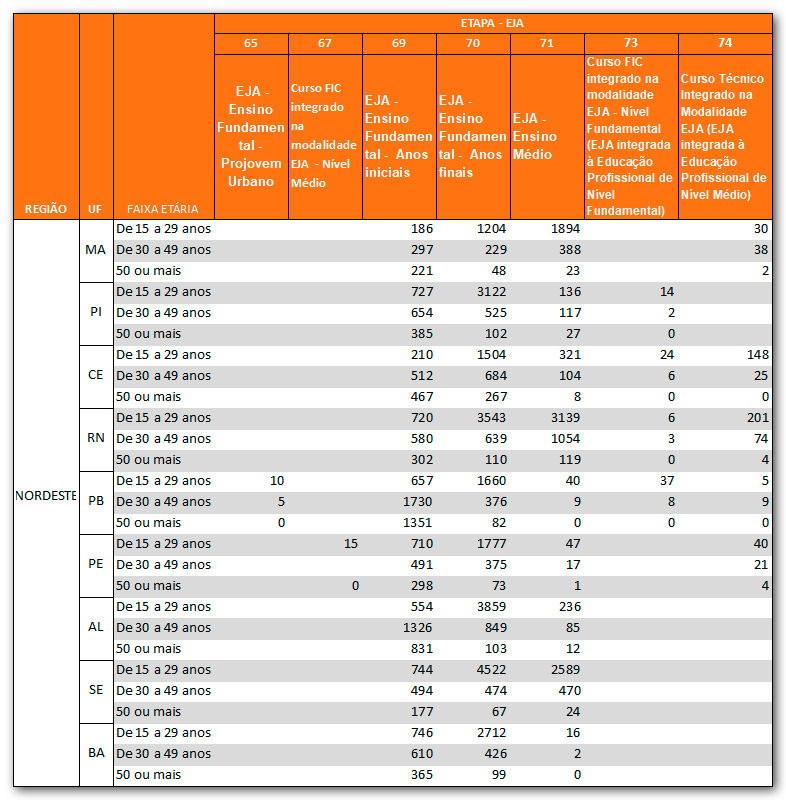 ETAPA - EJA
65 67 69 70 71 73 74
REGIÃO UF FAIXA ETÁRIA
EJA -
Ensino
Fundamen
tal -
Projovem
Urbano
Curso FIC
integrado
na
modalidade
EJA - Nível
Médio
EJA -
Ensino
Fundamen
tal - Anos
iniciais
EJA -
Ensino
Fundamen
tal - Anos
finais
EJA -
Ensino
Médio
Curso FIC
integrado na
modalidade
EJA - Nível
Fundamental
(EJA integrada
à Educação
Profissional de
Nível
Fundamental)
Curso Técnico
Integrado na
Modalidade
EJA (EJA
integrada à
Educação
Profissional de
Nível Médio)
NORDESTE
MA
De 15 a 29 anos 186 1204 1894 30
De 30 a 49 anos 297 229 388 38
50 ou mais 221 48 23 2
PI
De 15 a 29 anos 727 3122 136 14
De 30 a 49 anos 654 525 117 2
50 ou mais 385 102 27 0
CE
De 15 a 29 anos 210 1504 321 24 148
De 30 a 49 anos 512 684 104 6 25
50 ou mais 467 267 8 0 0
RN
De 15 a 29 anos 720 3543 3139 6 201
De 30 a 49 anos 580 639 1054 3 74
50 ou mais 302 110 119 0 4
PB
De 15 a 29 anos 10 657 1660 40 37 5
De 30 a 49 anos 5 1730 376 9 8 9
50 ou mais 0 1351 82 0 0 0
PE
De 15 a 29 anos 15 710 1777 47 40
De 30 a 49 anos 491 375 17 21
50 ou mais 0 298 73 1 4
AL
De 15 a 29 anos 554 3859 236
De 30 a 49 anos 1326 849 85
50 ou mais 831 103 12
SE
De 15 a 29 anos 744 4522 2589
De 30 a 49 anos 494 474 470
50 ou mais 177 67 24
BA
De 15 a 29 anos 746 2712 16
De 30 a 49 anos 610 426 2
50 ou mais 365 99 0